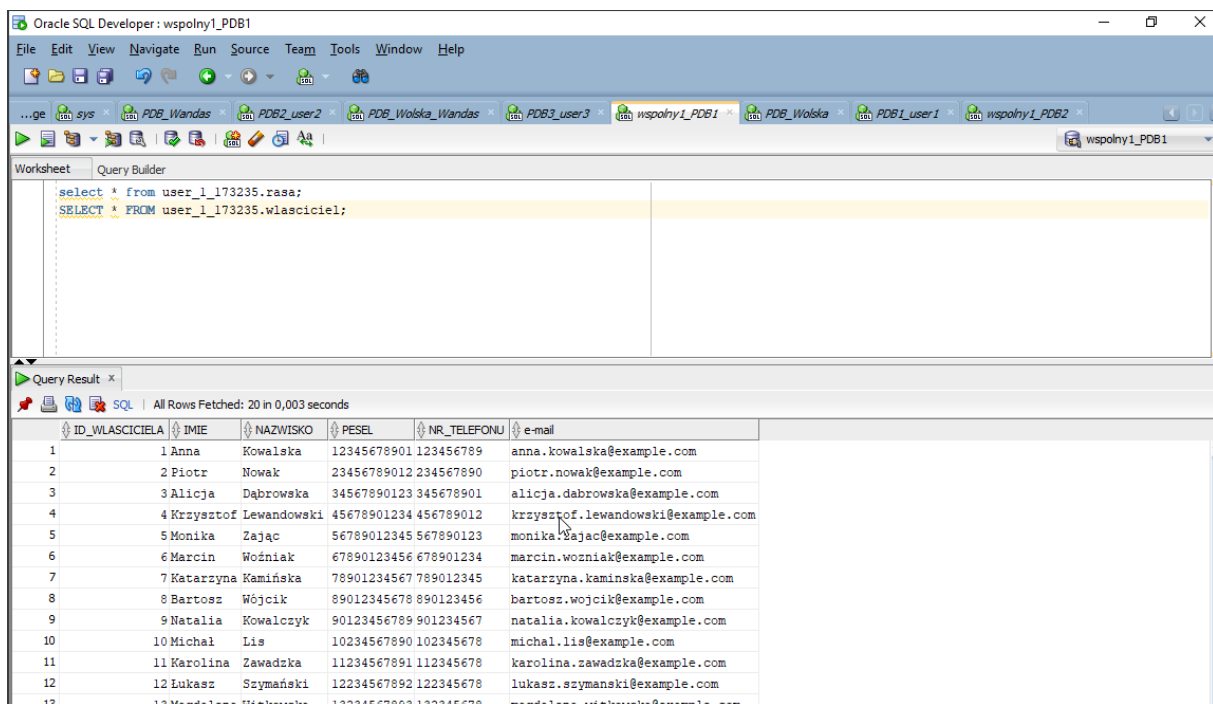 Oracle SQL Developer : wspolny1_PDB1
File Edit View Navigate Run Source Team Tools Window Help
...ge sys PDB_Wandas PDB2_user2 PDB_Wolska_Wandas PDB3_user3 wspolny1_PDB1 PDB_Wolska PDB1_user1 wspolny1_PDB2
wspolny1_PDB1
Worksheet Query Builder
select * from user_1_173235.rasa;
SELECT * FROM user_1_173235.wlasciciel;
Query Result x
SQL | All Rows Fetched: 20 in 0,003 seconds
ID_WLASCICIELA IMIE NAZWISKO PESEL NR_TELEFONU e-mail
1 1 Anna Kowalska 12345678901 123456789 anna.kowalska@example.com
2 2 Piotr Nowak 23456789012 234567890 piotr.nowak@example.com
3 3 Alicja Dąbrowska 34567890123 345678901 alicja.dabrowska@example.com
4 4 Krzysztof Lewandowski 45678901234 456789012 krzysztof.lewandowski@example.com
5 5 Monika Zając 56789012345 567890123 monika.zajac@example.com
6 6 Marcin Woźniak 67890123456 678901234 marcin.wozniak@example.com
7 7 Katarzyna Kamińska 78901234567 789012345 katarzyna.kaminska@example.com
8 8 Bartosz Wójcik 89012345678 890123456 bartosz.wojcik@example.com
9 9 Natalia Kowalczyk 90123456789 901234567 natalia.kowalczyk@example.com
10 10 Michał Lis 10234567890 102345678 michal.lis@example.com
11 11 Karolina Zawadzka 11234567891 112345678 karolina.zawadzka@example.com
12 12 Łukasz Szymański 12234567892 122345678 lukasz.szymanski@example.com